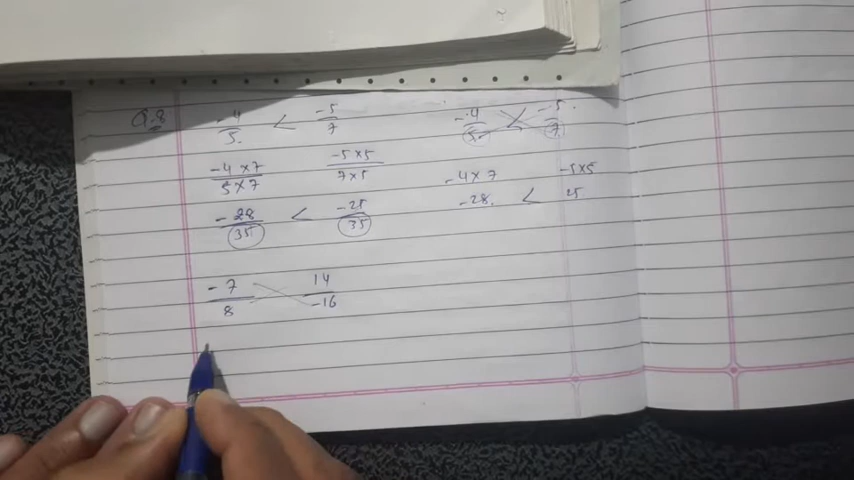 Q.8 -4/5 < -5/7 -4/5 < -5/7
-4×7/5×7 -5×5/7×5 -4×7 -5×5
-28/35 < -25/35 -28 < 25
-7/8 14/-16